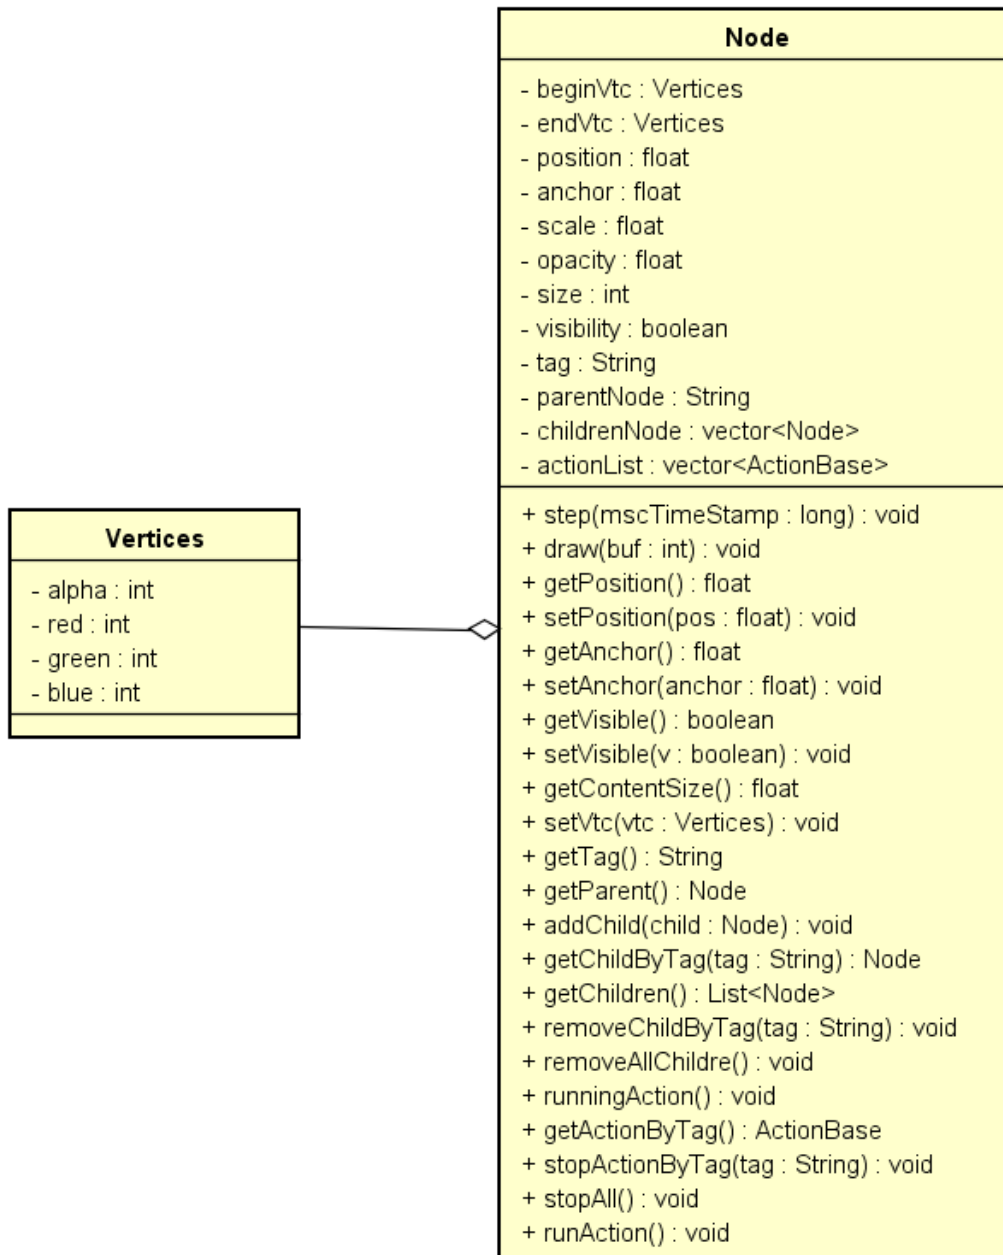 Node
- beginVtc : Vertices
- endVtc : Vertices
- position : float
- anchor : float
- scale : float
- opacity : float
- size : int
- visibility : boolean
- tag : String
- parentNode : String
- childrenNode : vector<Node>
- actionList : vector<ActionBase>
+ step(mscTimeStamp : long) : void
+ draw(buf : int) : void
+ getPosition() : float
+ setPosition(pos : float) : void
+ getAnchor() : float
+ setAnchor(anchor : float) : void
+ getVisible() : boolean
+ setVisible(v : boolean) : void
+ getContentSize() : float
+ setVtc(vtc : Vertices) : void
+ getTag() : String
+ getParent() : Node
+ addChild(child : Node) : void
+ getChildByTag(tag : String) : Node
+ getChildren() : List<Node>
+ removeChildByTag(tag : String) : void
+ removeAllChildre() : void
+ runningAction() : void
+ getActionByTag() : ActionBase
+ stopActionByTag(tag : String) : void
+ stopAll() : void
+ runAction() : void
Vertices
- alpha : int
- red : int
- green : int
- blue : int